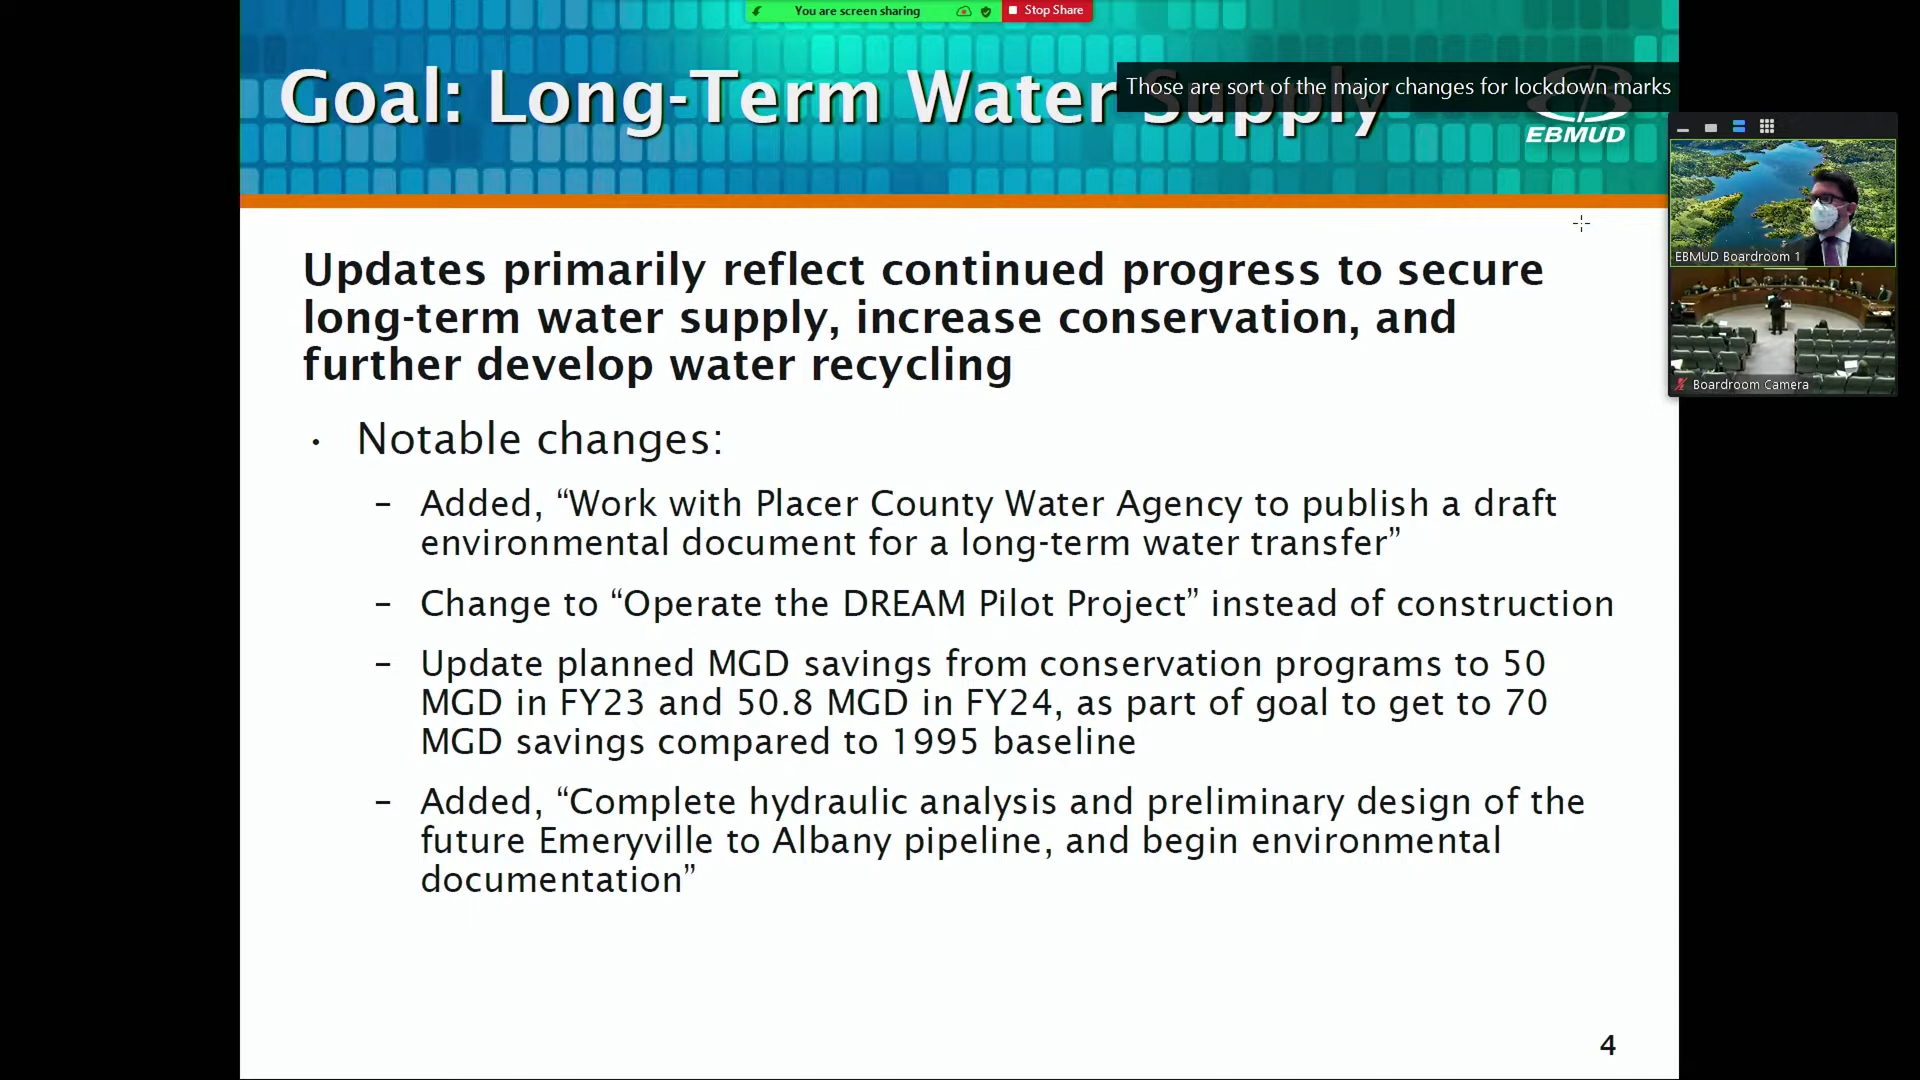 You are screen sharing
Stop Share
Goal: Long-Term Water Supply
Those are sort of the major changes for lockdown marks
EBMUD
EBMUD Boardroom 1
Boardroom Camera
Updates primarily reflect continued progress to secure
long-term water supply, increase conservation, and
further develop water recycling
• Notable changes:
– Added, “Work with Placer County Water Agency to publish a draft
environmental document for a long-term water transfer”
– Change to “Operate the DREAM Pilot Project” instead of construction
– Update planned MGD savings from conservation programs to 50
MGD in FY23 and 50.8 MGD in FY24, as part of goal to get to 70
MGD savings compared to 1995 baseline
– Added, “Complete hydraulic analysis and preliminary design of the
future Emeryville to Albany pipeline, and begin environmental
documentation”
4